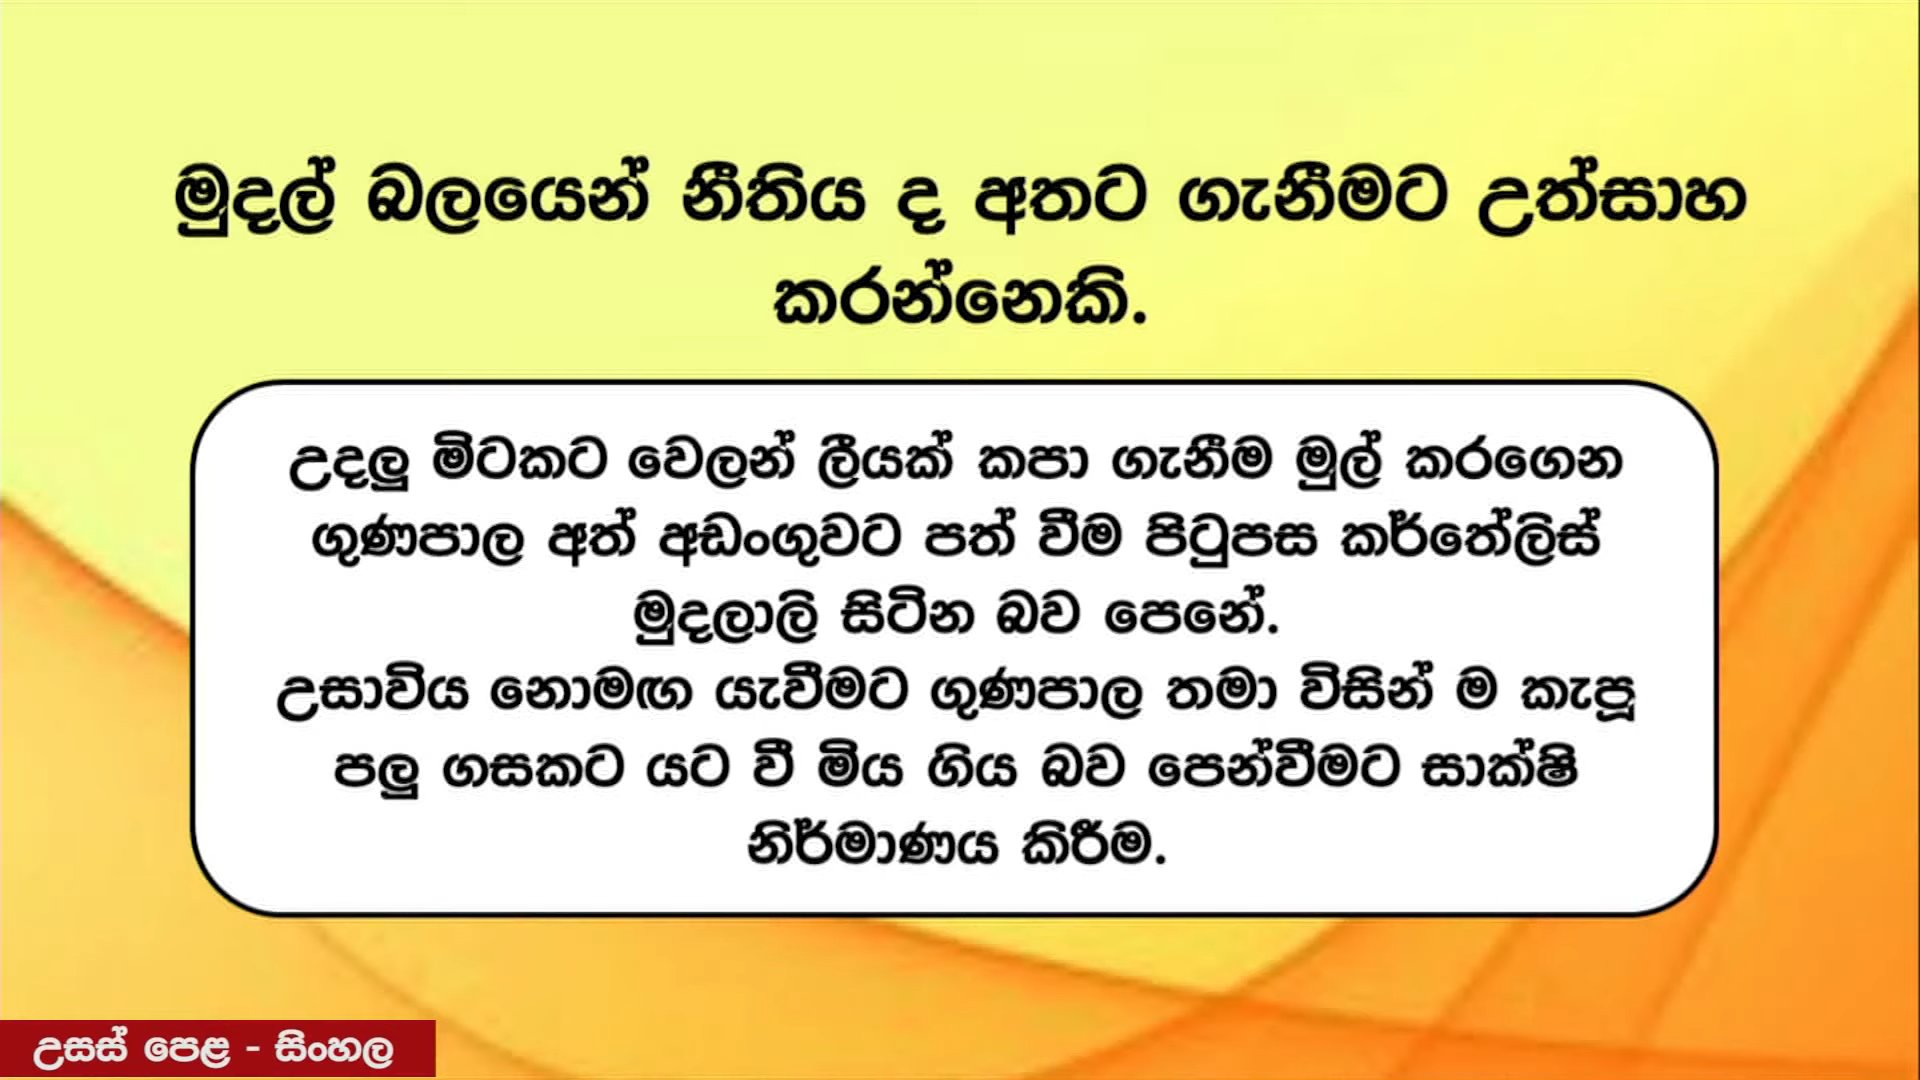 මුදල් බලයෙන් නීතිය ද අතට ගැනීමට උත්සාහ
කරන්නෙකි.
උදලු මිටකට වෙලන් ලීයක් කපා ගැනීම මුල් කරගෙන
ගුණපාල අත් අඩංගුවට පත් වීම පිටුපස කර්තේලිස්
මුදලාලි සිටින බව පෙනේ.
උසාවිය නොමඟ යැවීමට ගුණපාල තමා විසින් ම කැපූ
පලු ගසකට යට වී මිය ගිය බව පෙන්වීමට සාක්ෂි
නිර්මාණය කිරීම.
උසස් පෙළ - සිංහල